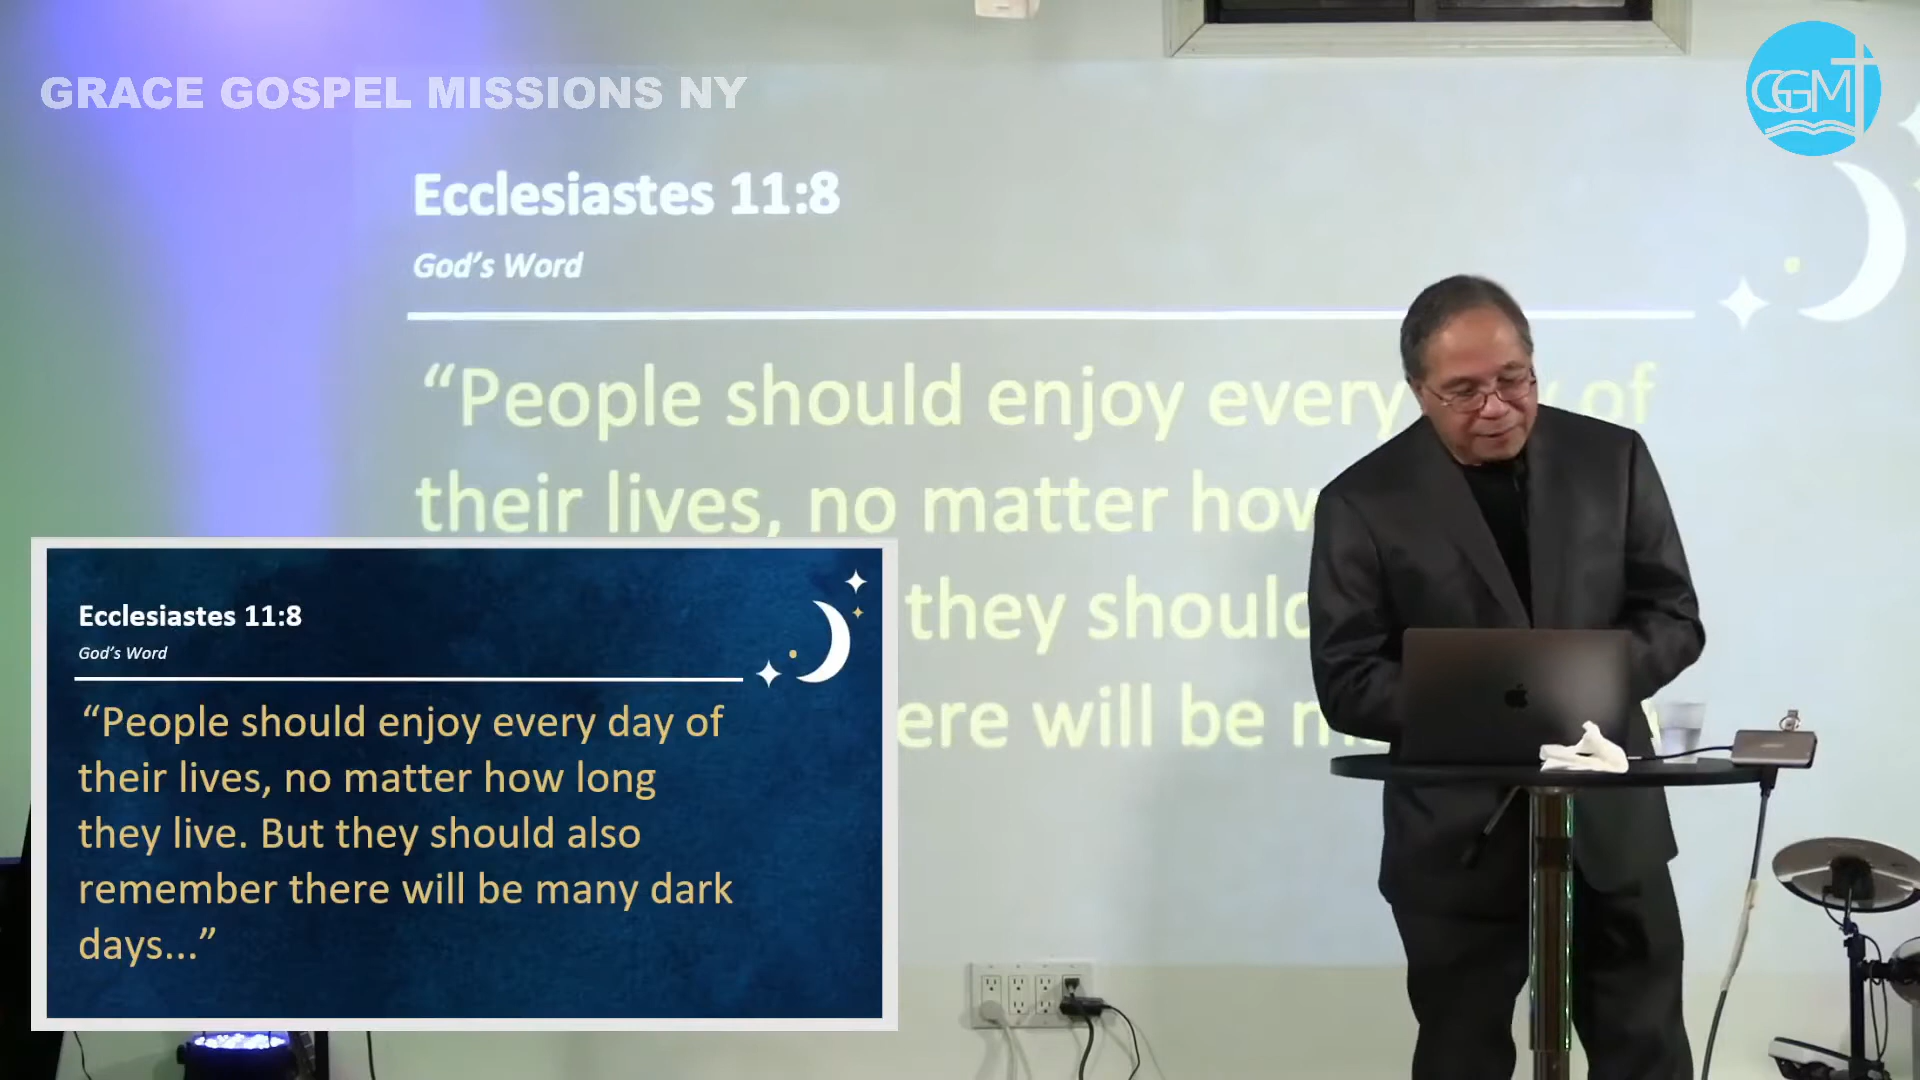 GRACE GOSPEL MISSIONS NY
GGM
Ecclesiastes 11:8
God's Word
“People should enjoy every of
their lives, no matter how
they should
ere will be m
Ecclesiastes 11:8
God's Word
“People should enjoy every day of
their lives, no matter how long
they live. But they should also
remember there will be many dark
days...”